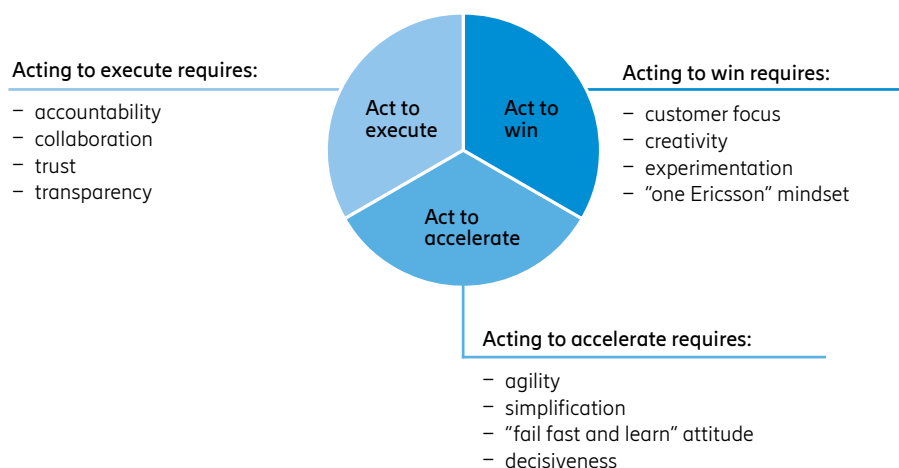 Acting to execute requires:
– accountability
– collaboration
– trust
– transparency
Act to
execute
Act to
win
Act to
accelerate
Acting to win requires:
– customer focus
– creativity
– experimentation
– “one Ericsson” mindset
Acting to accelerate requires:
– agility
– simplification
– “fail fast and learn” attitude
– decisiveness